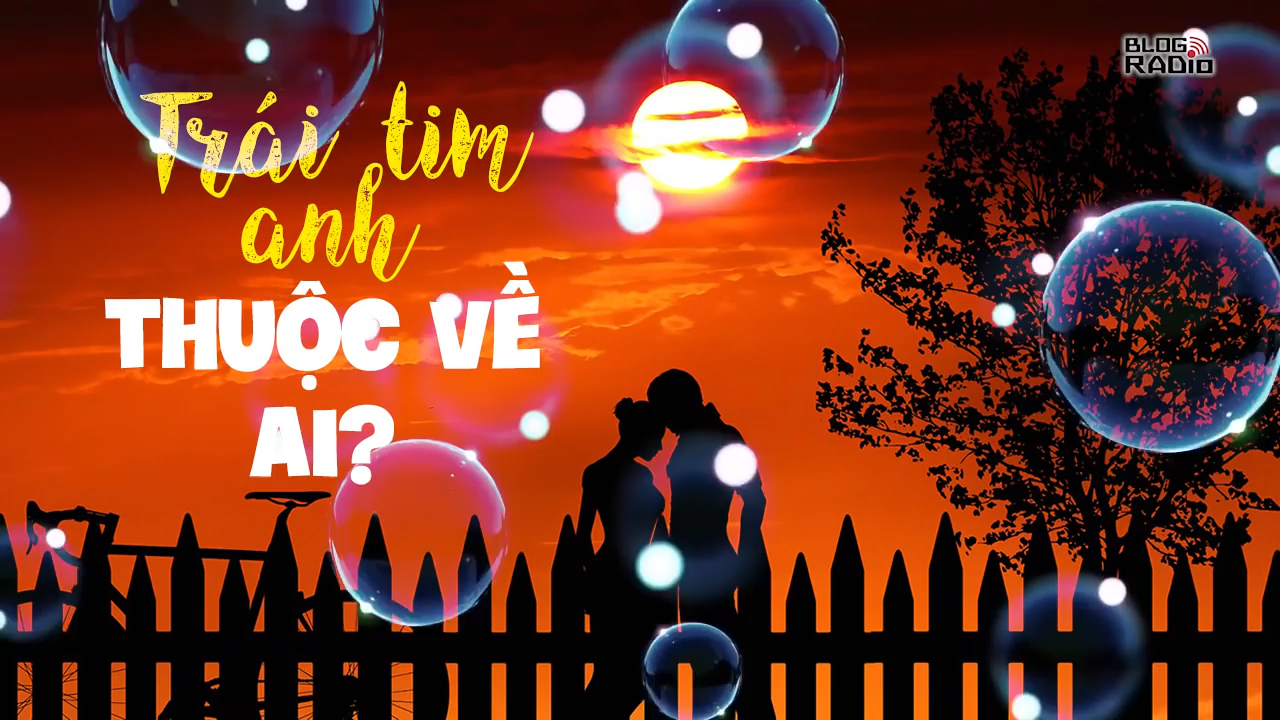 Trái tim
anh
THUỘC VỀ
AI?
BLOG
RADIO